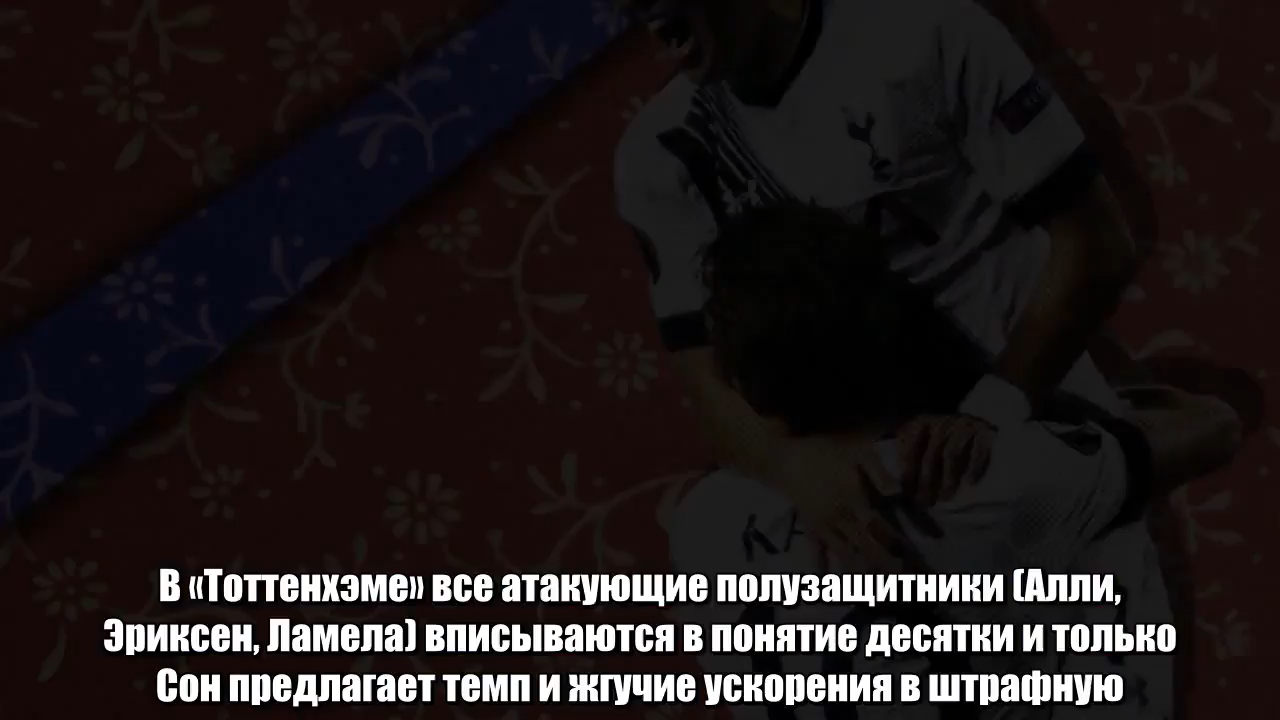 В «Тоттенхэме» все атакующие полузащитники (Алли,
Эриксен, Ламела) вписываются в понятие десятки и только
Сон предлагает темп и жгучие ускорения в штрафную